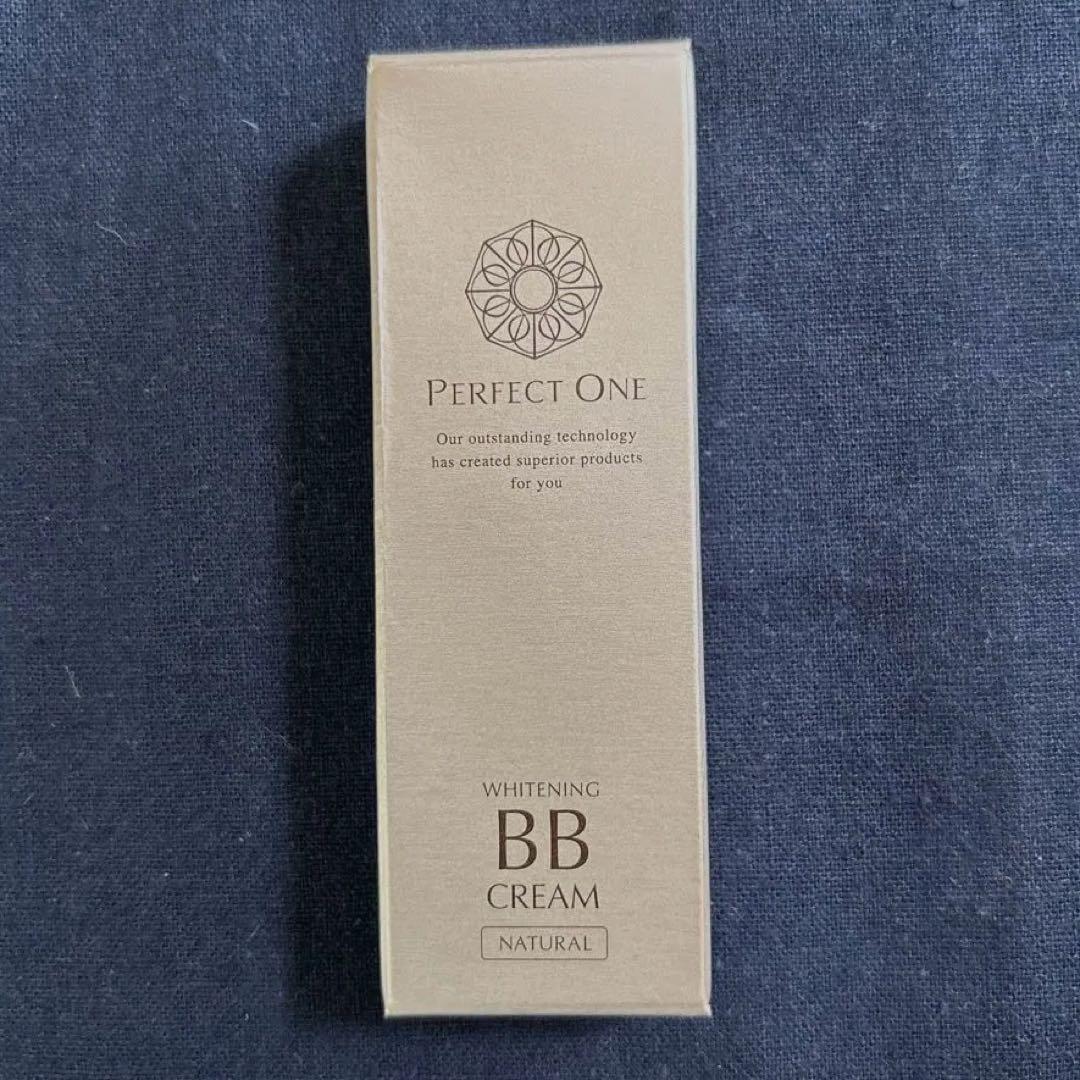 PERFECT ONE
Our outstanding technology
has created superior products
for you
WHITENING
BB
CREAM
NATURAL